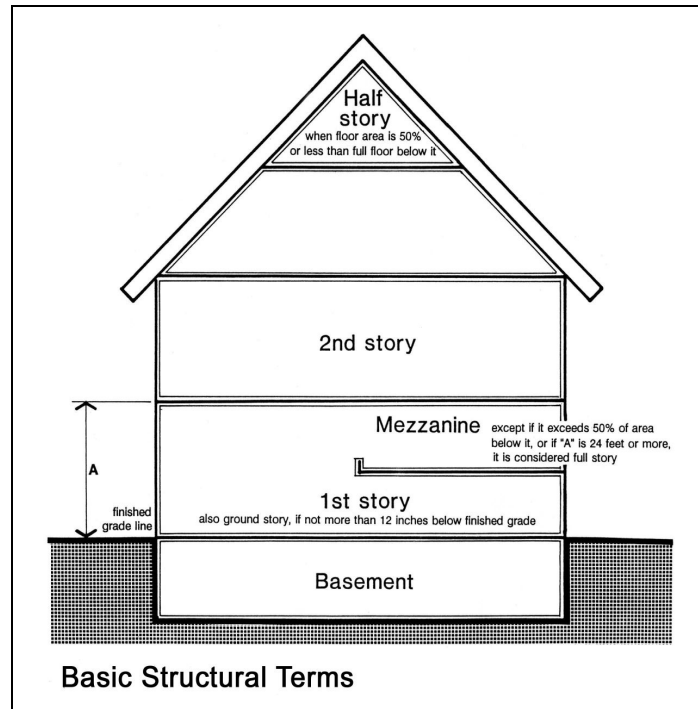 Half
story
when floor area is 50%
or less than full floor below it
2nd story
Mezzanine
except if it exceeds 50% of area
below it, or if "A" is 24 feet or more,
it is considered full story
A
1st story
also ground story, if not more than 12 inches below finished grade
finished
grade line
Basement
Basic Structural Terms